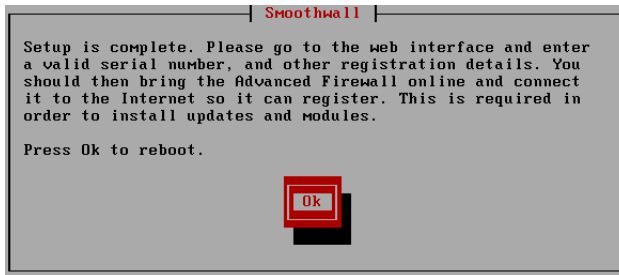 Smoothwall
Setup is complete. Please go to the web interface and enter
a valid serial number, and other registration details. You
should then bring the Advanced Firewall online and connect
it to the Internet so it can register. This is required in
order to install updates and modules.
Press Ok to reboot.
Ok